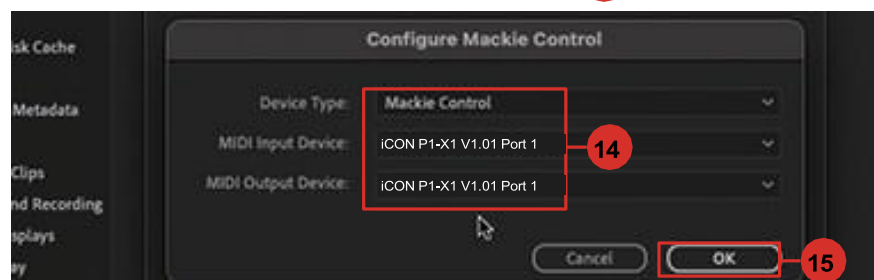 Configure Mackie Control
isk Cache
Device Type: Mackie Control
Metadata
MIDI Input Device: iCON P1-X1 V1.01 Port 1
14
Clips
MIDI Output Device: iCON P1-X1 V1.01 Port 1
nd Recording
splays
ay
Cancel
OK
15